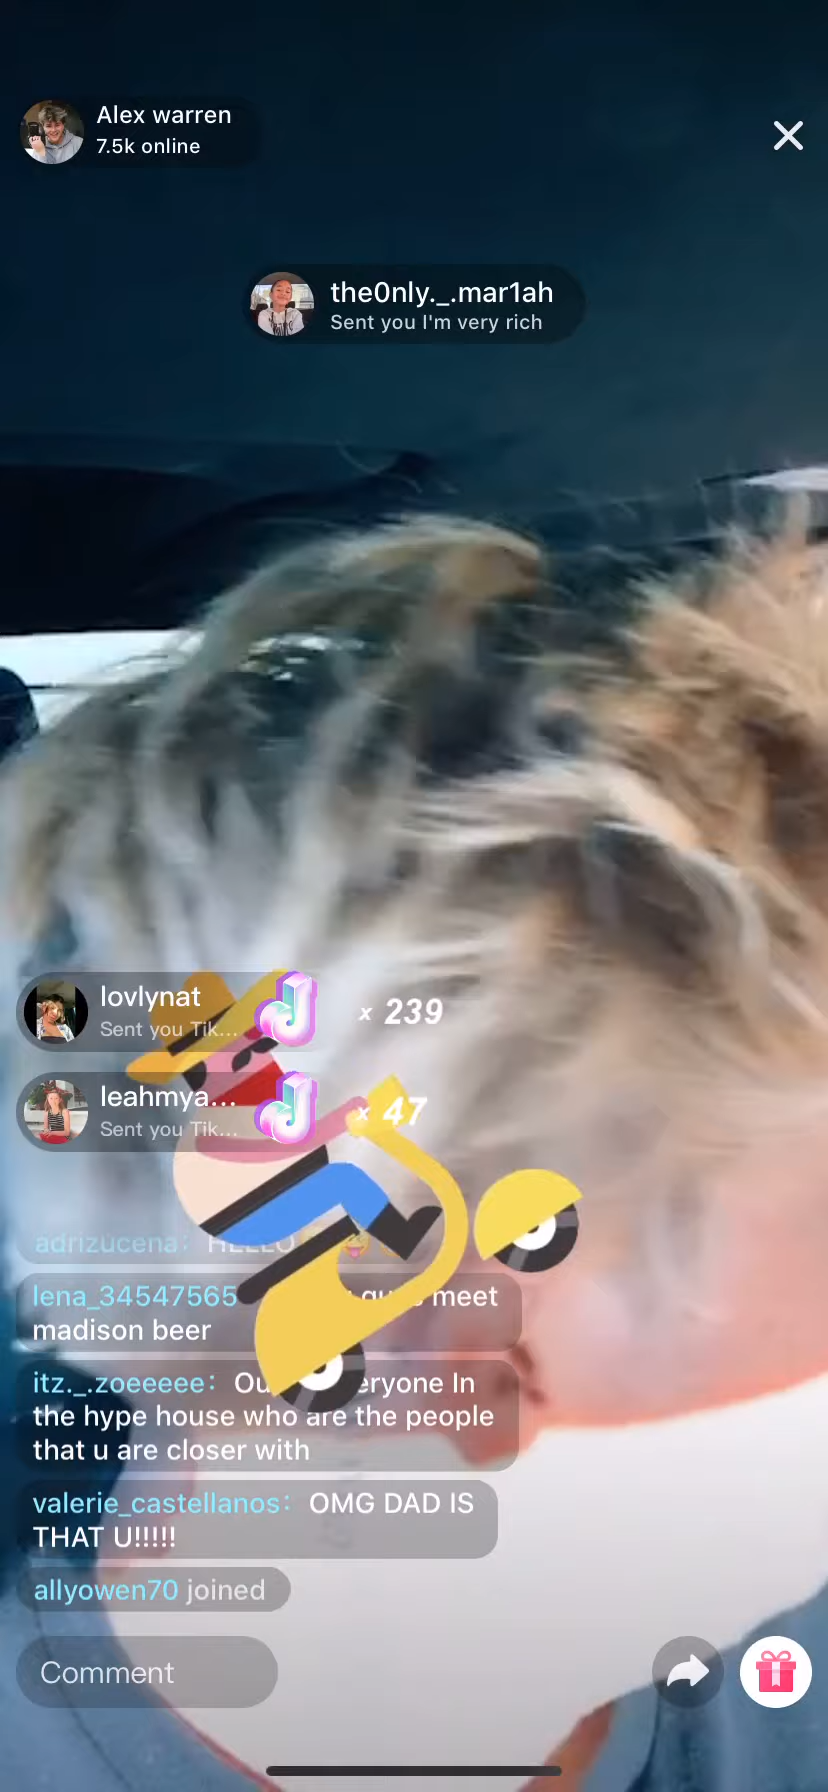 Alex warren
7.5k online
the0nly._.mar1ah
Sent you I'm very rich
lovlynat
Sent you Tik...
x 239
leahmya...
Sent you Tik...
x 47
adrizucena: HELLO
lena_34547565 meet
madison beer
itz._.zoeeeee: In
the hype house who are the people
that u are closer with
valerie_castellanos: OMG DAD IS
THAT U!!!!!
allyowen70 joined
Comment